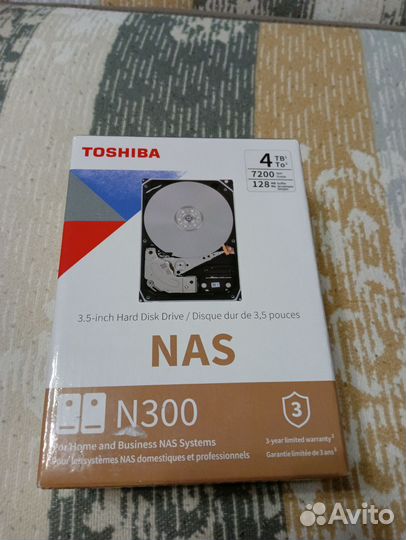 TOSHIBA
4 TB¹
To¹
7200
128
3.5-inch Hard Disk Drive / Disque dur de 3,5 pouces
NAS
N300
For Home and Business NAS Systems
Pour les systèmes NAS domestiques et professionnels
3
3-year limited warranty
Garantie limitée de 3 ans
Avito